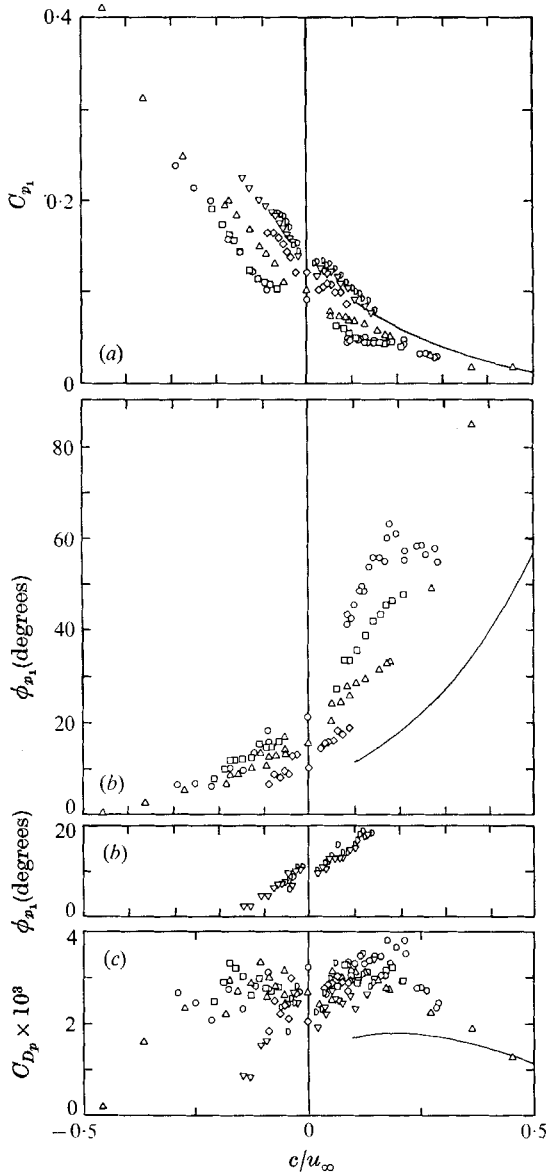 0·4
C_{p_1}
0·2
(a)
0
80
60
ϕ_{p_1}(degrees)
40
20
(b)
0
20
ϕ_{p_1}(degrees)
(b)
10
0
4
(c)
C_{D_p} × 10³
2
0
−0·5
0
0·5
c/u_∞